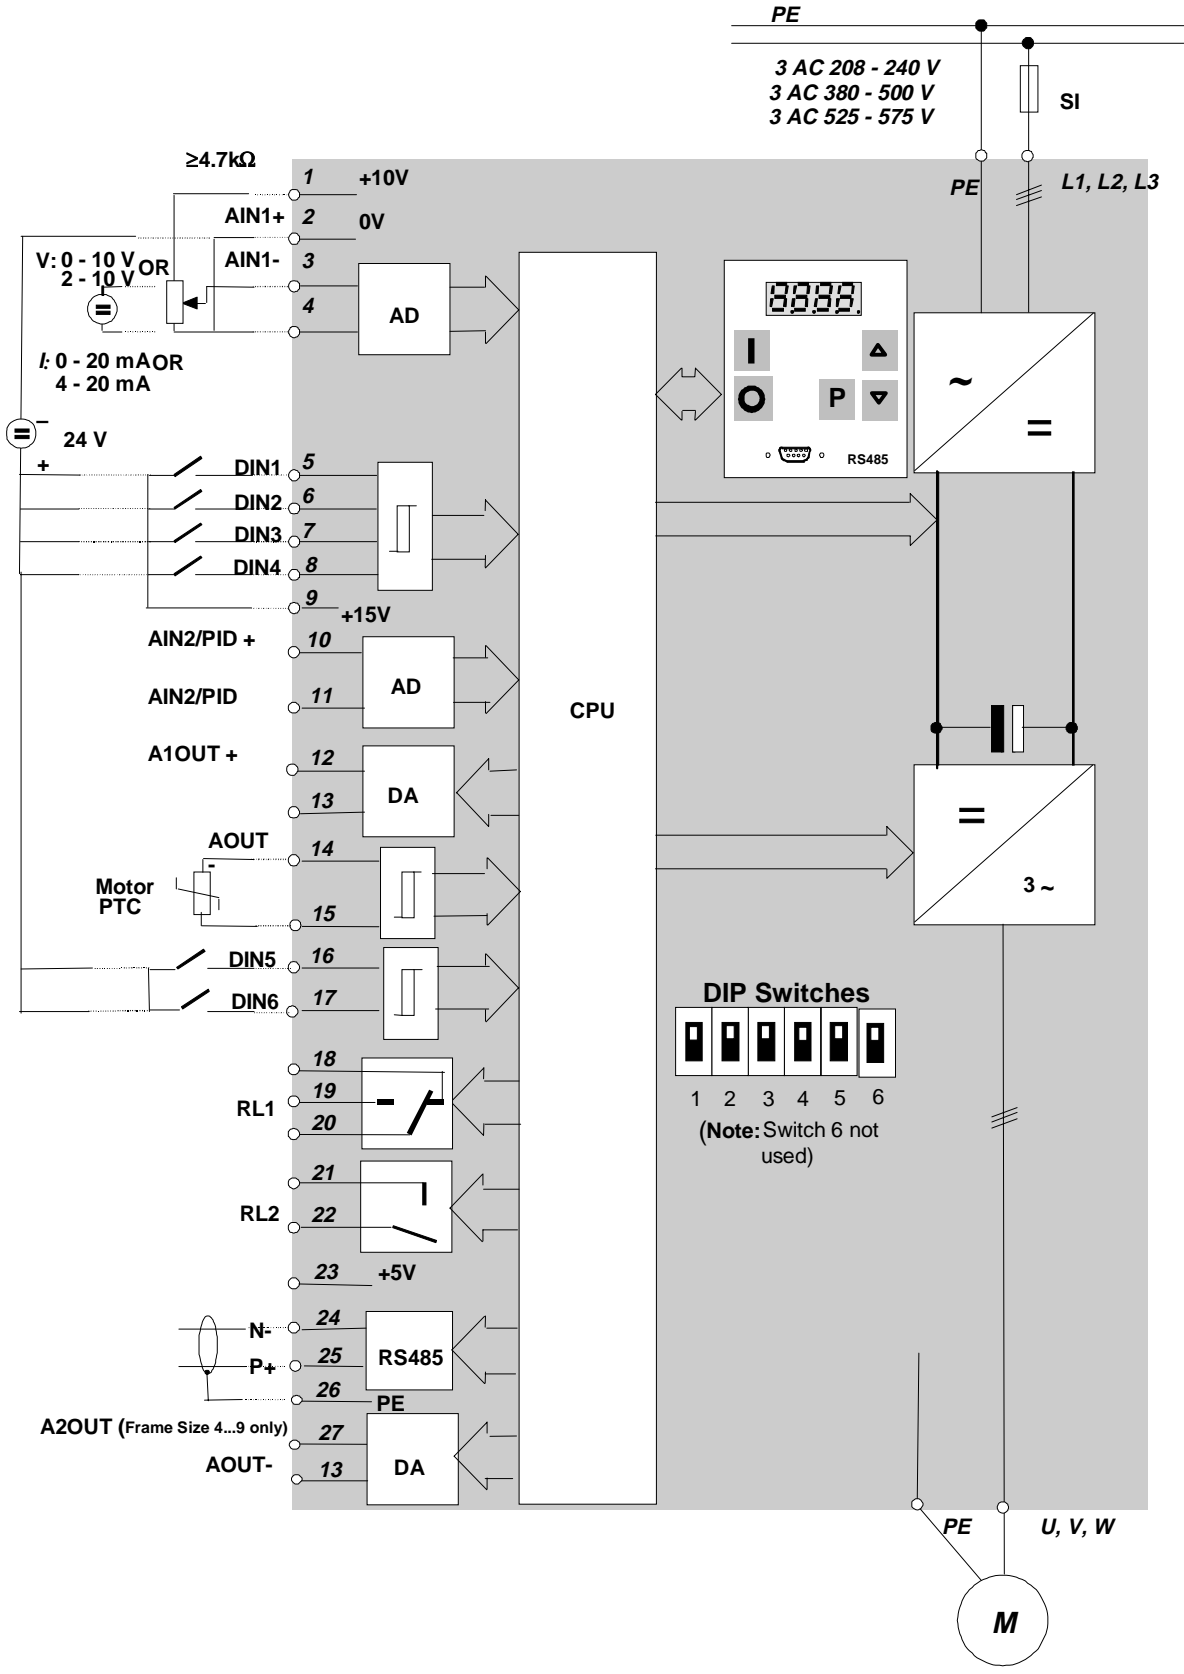 PE
3 AC 208 - 240 V
3 AC 380 - 500 V
3 AC 525 - 575 V
SI
PE
L1, L2, L3
≥4.7kΩ
1
+10V
AIN1+
2
0V
V: 0 - 10 V
2 - 10 V
OR
AIN1-
3
4
AD
I: 0 - 20 mA
OR
4 - 20 mA
–
24 V
+
DIN1
5
DIN2
6
DIN3
7
DIN4
8
9
+15V
AIN2/PID +
10
AD
AIN2/PID
11
A1OUT +
12
DA
13
AOUT
-
14
Motor
PTC
15
DIN5
16
DIN6
17
18
RL1
19
20
21
RL2
22
23
+5V
N-
24
P+
25
RS485
26
PE
A2OUT (Frame Size 4...9 only)
27
AOUT-
13
DA
CPU
8.8.8.8.
I
O
P
RS485
~
=
=
3 ~
DIP Switches
1 2 3 4 5 6
(Note: Switch 6 not
used)
PE
U, V, W
M